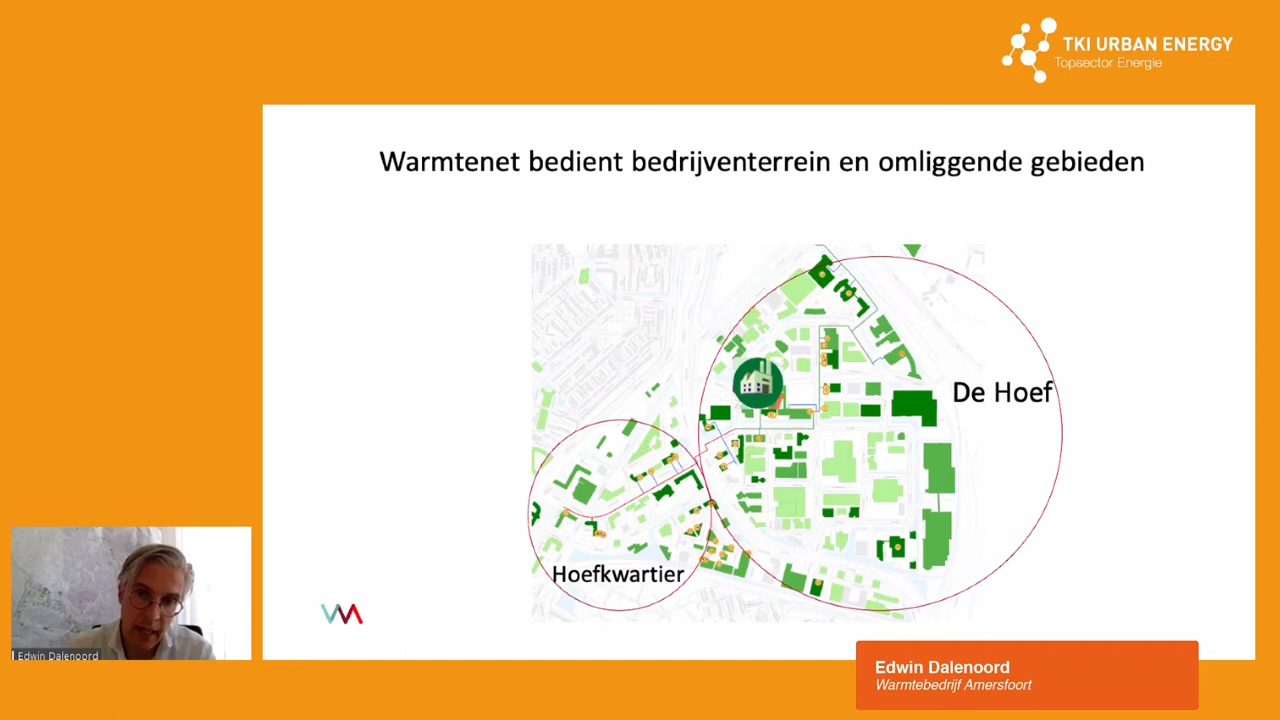 TKI URBAN ENERGY
Topsector Energie
Warmtenet bedient bedrijventerrein en omliggende gebieden
De Hoef
Hoefkwartier
Edwin Dalenoord
Edwin Dalenoord
Warmtebedrijf Amersfoort